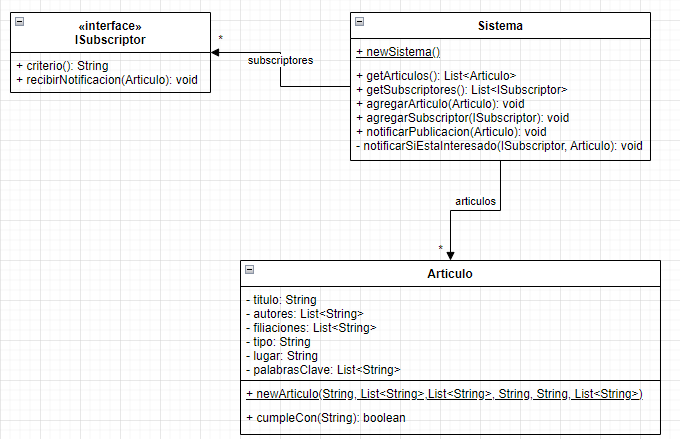 «interface»
ISubscriptor
+ criterio(): String
+ recibirNotificacion(Articulo): void
*
subscriptores
Sistema
+ newSistema()
+ getArticulos(): List<Articulo>
+ getSubscriptores(): List<ISubscriptor>
+ agregarArticulo(Articulo): void
+ agregarSubscriptor(ISubscriptor): void
+ notificarPublicacion(Articulo): void
- notificarSiEstaInteresado(ISubscriptor, Articulo): void
articulos
*
Articulo
- titulo: String
- autores: List<String>
- filiaciones: List<String>
- tipo: String
- lugar: String
- palabrasClave: List<String>
+ newArticulo(String, List<String>,List<String>, String, String, List<String>)
+ cumpleCon(String): boolean